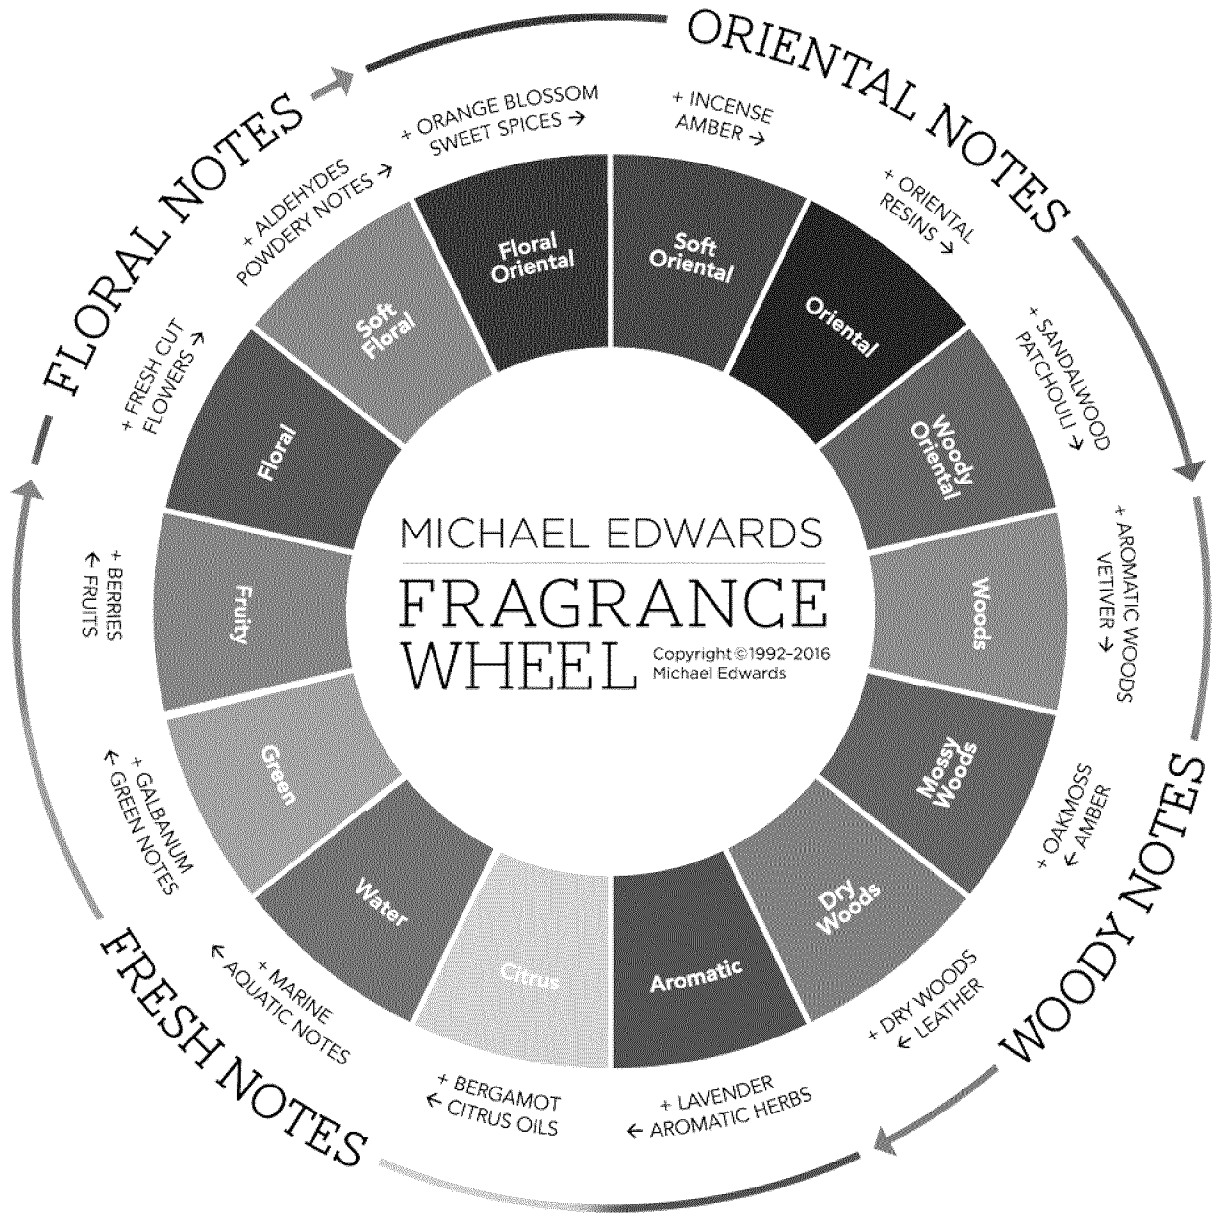 ORIENTAL NOTES
+ ORANGE BLOSSOM
SWEET SPICES →
+ INCENSE
AMBER →
+ ORIENTAL
RESINS →
+ SANDALWOOD
PATCHOULI →
WOODY NOTES
+ AROMATIC WOODS
VETIVER →
+ OAKMOSS
← AMBER
+ DRY WOODS
← LEATHER
FRESH NOTES
+ LAVENDER
← AROMATIC HERBS
+ BERGAMOT
← CITRUS OILS
+ MARINE
← AQUATIC NOTES
+ GALBANUM
← GREEN NOTES
+ BERRIES
← FRUITS
FLORAL NOTES
+ FRESH CUT
FLOWERS →
+ ALDEHYDES
POWDERY NOTES →
Floral
Oriental
Soft
Oriental
Oriental
Woody
Oriental
Woods
Mossy
Woods
Dry
Woods
Aromatic
Citrus
Water
Green
Fruity
Floral
Soft
Floral
MICHAEL EDWARDS
FRAGRANCE
WHEEL
Copyright©1992–2016
Michael Edwards